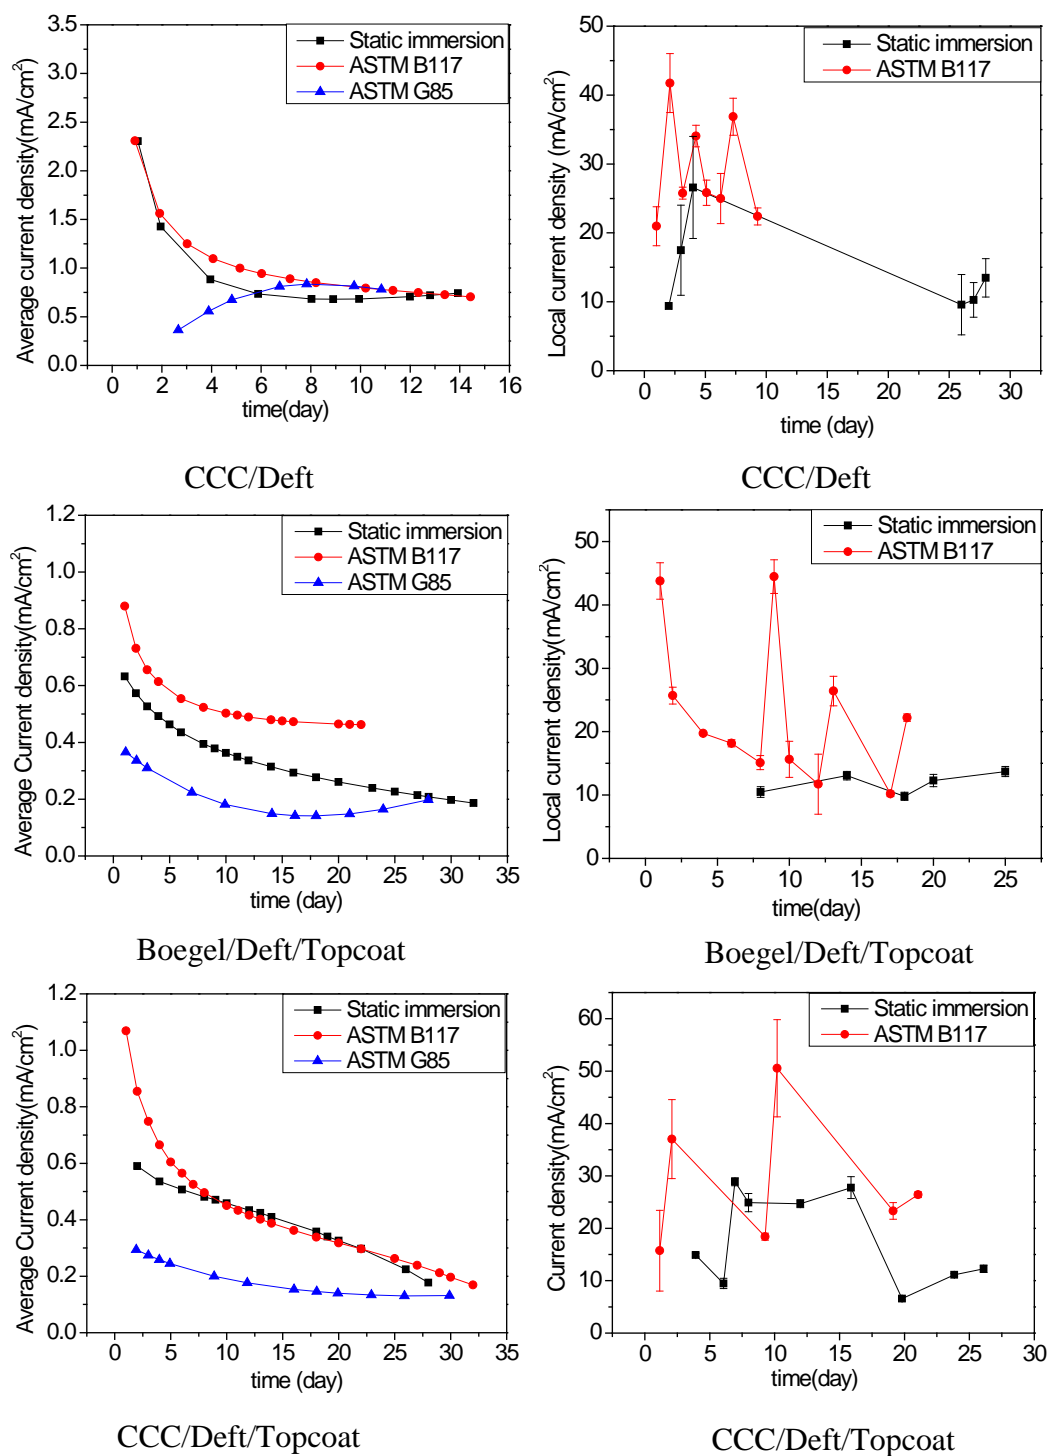 3.5
3.0
2.5
2.0
1.5
1.0
0.5
0.0
Average current density(mA/cm²)
Static immersion
ASTM B117
ASTM G85
0 2 4 6 8 10 12 14 16
time(day)
CCC/Deft
50
40
30
20
10
0
Local current density (mA/cm²)
Static immersion
ASTM B117
0 5 10 15 20 25 30
time (day)
CCC/Deft
1.2
1.0
0.8
0.6
0.4
0.2
0.0
Average Current density(mA/cm²)
Static immersion
ASTM B117
ASTM G85
0 5 10 15 20 25 30 35
time (day)
Boegel/Deft/Topcoat
50
40
30
20
10
0
Local current density(mA/cm²)
Static immersion
ASTM B117
0 5 10 15 20 25
time(day)
Boegel/Deft/Topcoat
1.2
1.0
0.8
0.6
0.4
0.2
0.0
Average Current density(mA/cm²)
Static immersion
ASTM B117
ASTM G85
0 5 10 15 20 25 30 35
time (day)
CCC/Deft/Topcoat
60
50
40
30
20
10
0
Current density(mA/cm²)
Static immersion
ASTM B117
0 5 10 15 20 25 30
time(day)
CCC/Deft/Topcoat